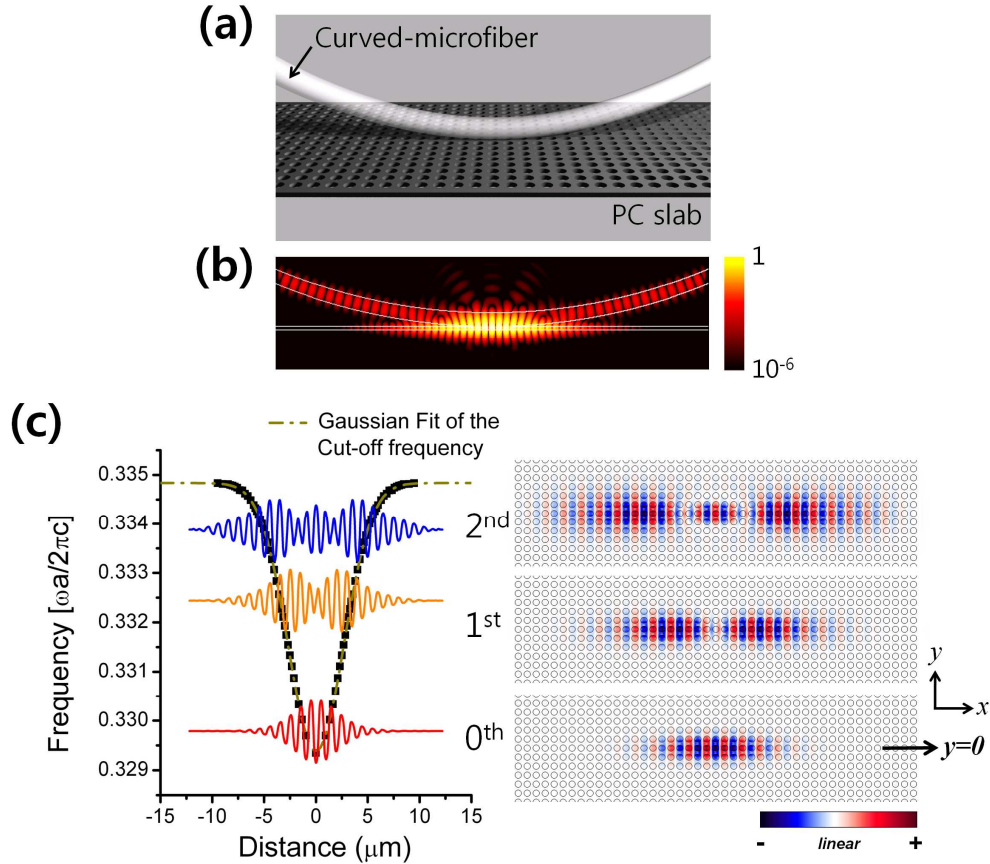 (a)
Curved-microfiber
PC slab
(b)
1
10⁻⁶
(c)
Gaussian Fit of the
Cut-off frequency
Frequency [ωa/2πc]
0.335
0.334
0.333
0.332
0.331
0.330
0.329
2nd
1st
0th
-15 -10 -5 0 5 10 15
Distance (μm)
y
x
y=0
- linear +